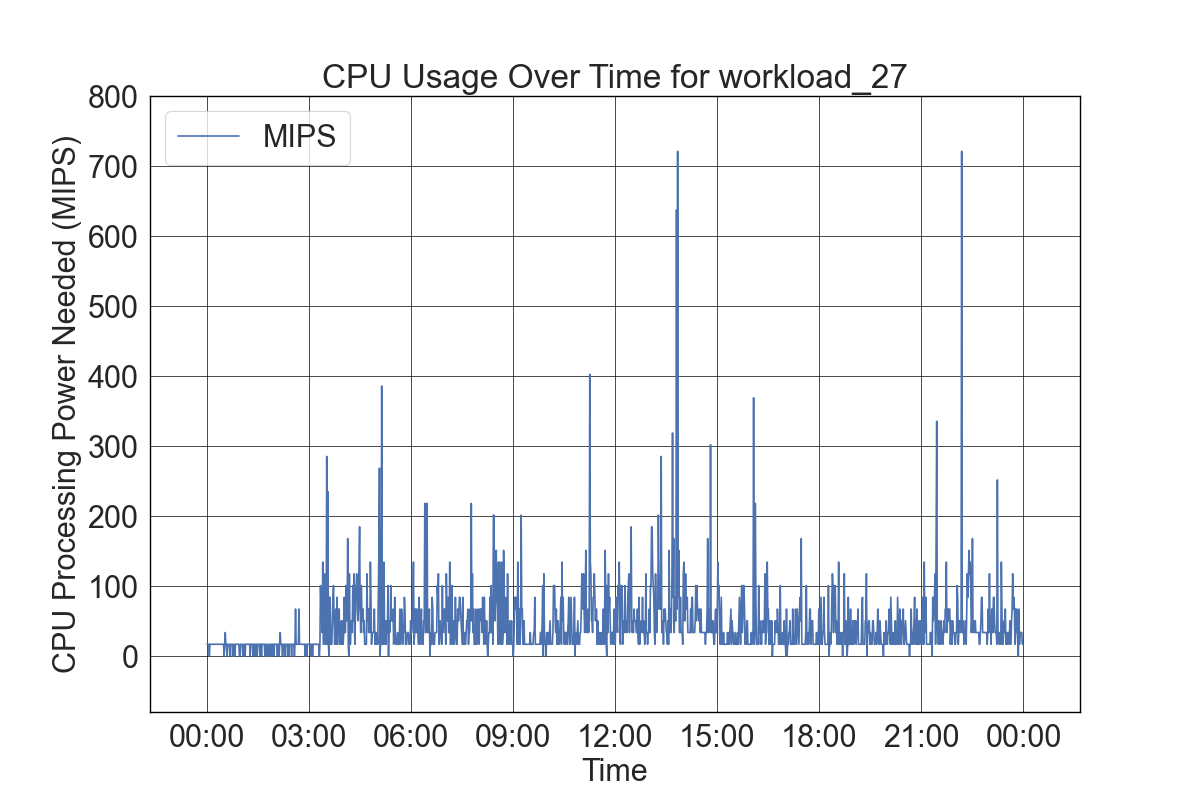 CPU Usage Over Time for workload_27
MIPS
CPU Processing Power Needed (MIPS)
800
700
600
500
400
300
200
100
0
00:00 03:00 06:00 09:00 12:00 15:00 18:00 21:00 00:00
Time